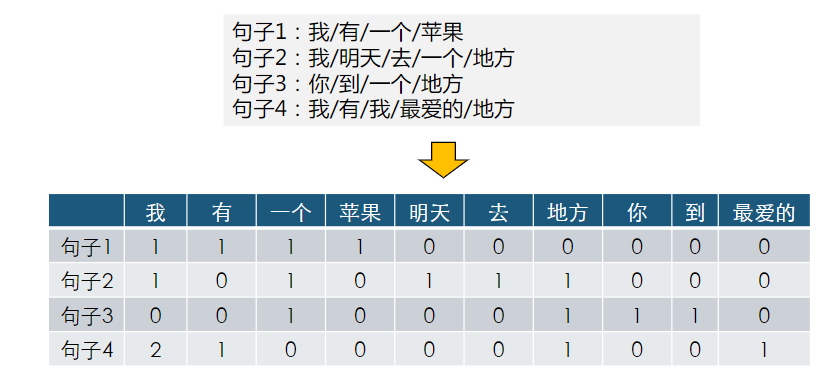 句子1：我/有/一个/苹果
句子2：我/明天/去/一个/地方
句子3：你/到/一个/地方
句子4：我/有/我/最爱的/地方
我 有 一个 苹果 明天 去 地方 你 到 最爱的
句子1 1 1 1 1 0 0 0 0 0 0
句子2 1 0 1 0 1 1 1 0 0 0
句子3 0 0 1 0 0 0 1 1 1 0
句子4 2 1 0 0 0 0 1 0 0 1